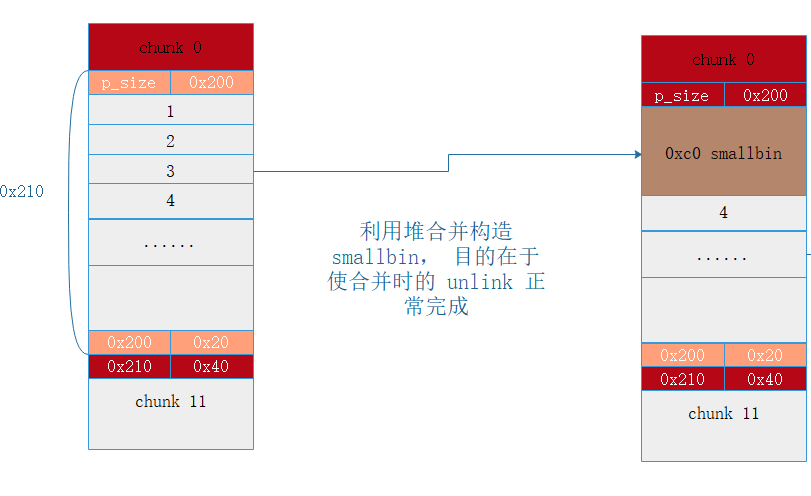 chunk 0
p_size 0x200
1
2
3
4
......
0x200 0x20
0x210 0x40
chunk 11
0x210
利用堆合并构造
smallbin， 目的在于
使合并时的 unlink 正
常完成
chunk 0
p_size 0x200
0xc0 smallbin
4
......
0x200 0x20
0x210 0x40
chunk 11